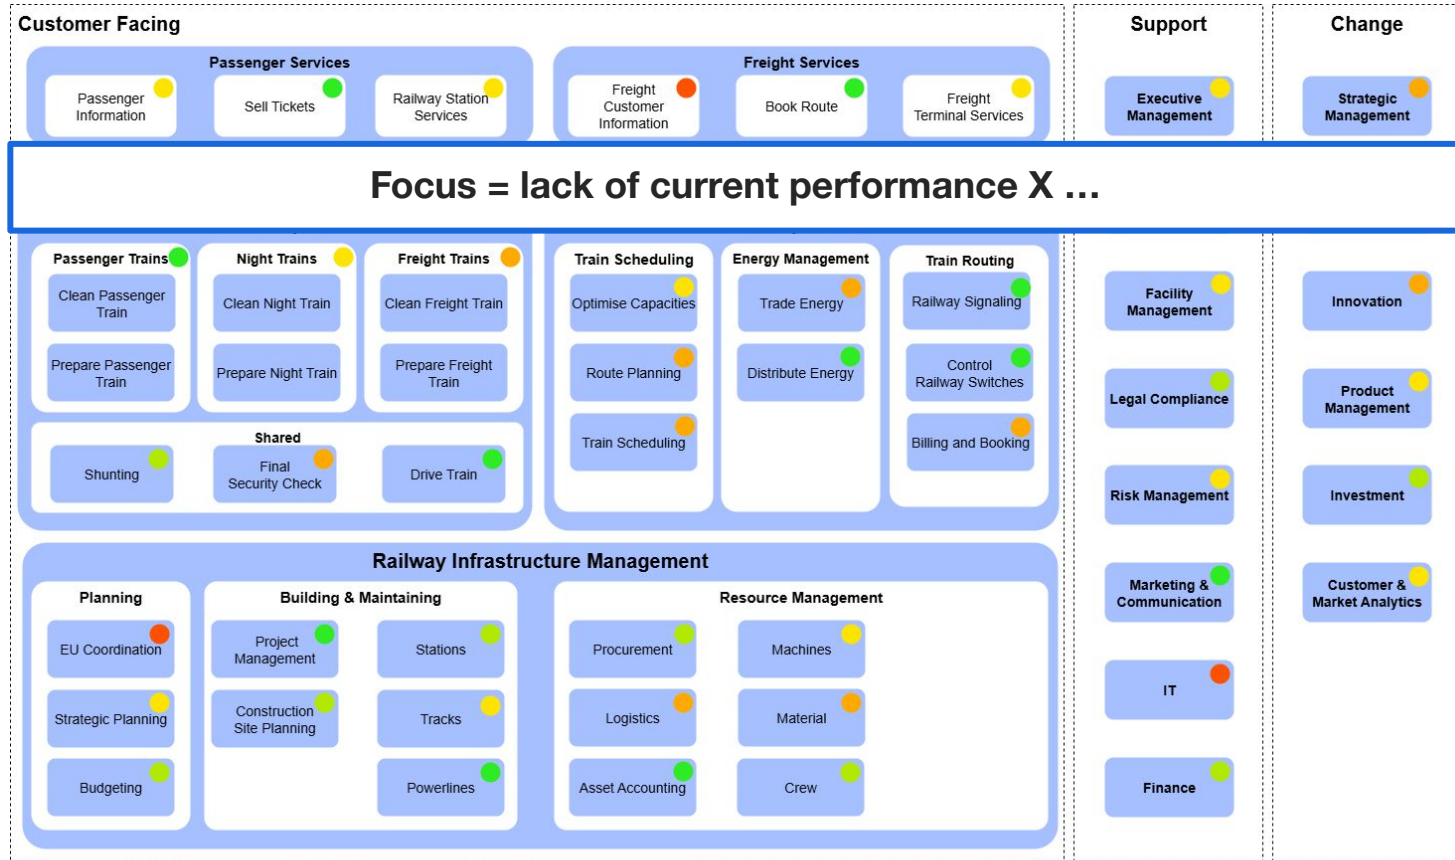 Customer Facing
Support
Change
Passenger Services
Freight Services
Passenger
Information
Sell Tickets
Railway Station
Services
Freight
Customer
Information
Book Route
Freight
Terminal Services
Executive
Management
Strategic
Management
Focus = lack of current performance X ...
Passenger Trains
Night Trains
Freight Trains
Clean Passenger
Train
Clean Night Train
Clean Freight Train
Prepare Passenger
Train
Prepare Night Train
Prepare Freight
Train
Shared
Shunting
Final
Security Check
Drive Train
Train Scheduling
Energy Management
Train Routing
Optimise Capacities
Trade Energy
Railway Signaling
Route Planning
Distribute Energy
Control
Railway Switches
Train Scheduling
Billing and Booking
Facility
Management
Innovation
Legal Compliance
Product
Management
Risk Management
Investment
Marketing &
Communication
Customer &
Market Analytics
IT
Finance
Railway Infrastructure Management
Planning
Building & Maintaining
Resource Management
EU Coordination
Project
Management
Stations
Procurement
Machines
Strategic Planning
Construction
Site Planning
Tracks
Logistics
Material
Budgeting
Powerlines
Asset Accounting
Crew